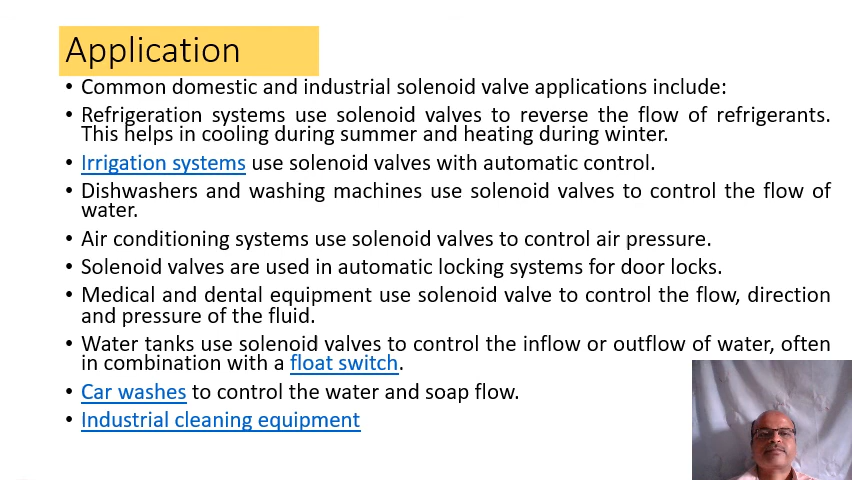 Application
• Common domestic and industrial solenoid valve applications include:
• Refrigeration systems use solenoid valves to reverse the flow of refrigerants.
This helps in cooling during summer and heating during winter.
• Irrigation systems use solenoid valves with automatic control.
• Dishwashers and washing machines use solenoid valves to control the flow of
water.
• Air conditioning systems use solenoid valves to control air pressure.
• Solenoid valves are used in automatic locking systems for door locks.
• Medical and dental equipment use solenoid valve to control the flow, direction
and pressure of the fluid.
• Water tanks use solenoid valves to control the inflow or outflow of water, often
in combination with a float switch.
• Car washes to control the water and soap flow.
• Industrial cleaning equipment